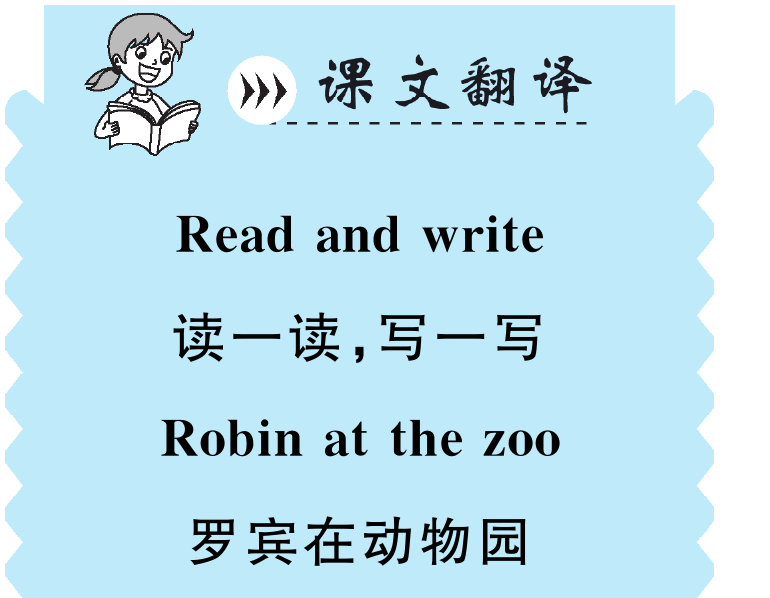 课文翻译
Read and write
读一读,写一写
Robin at the zoo
罗宾在动物园